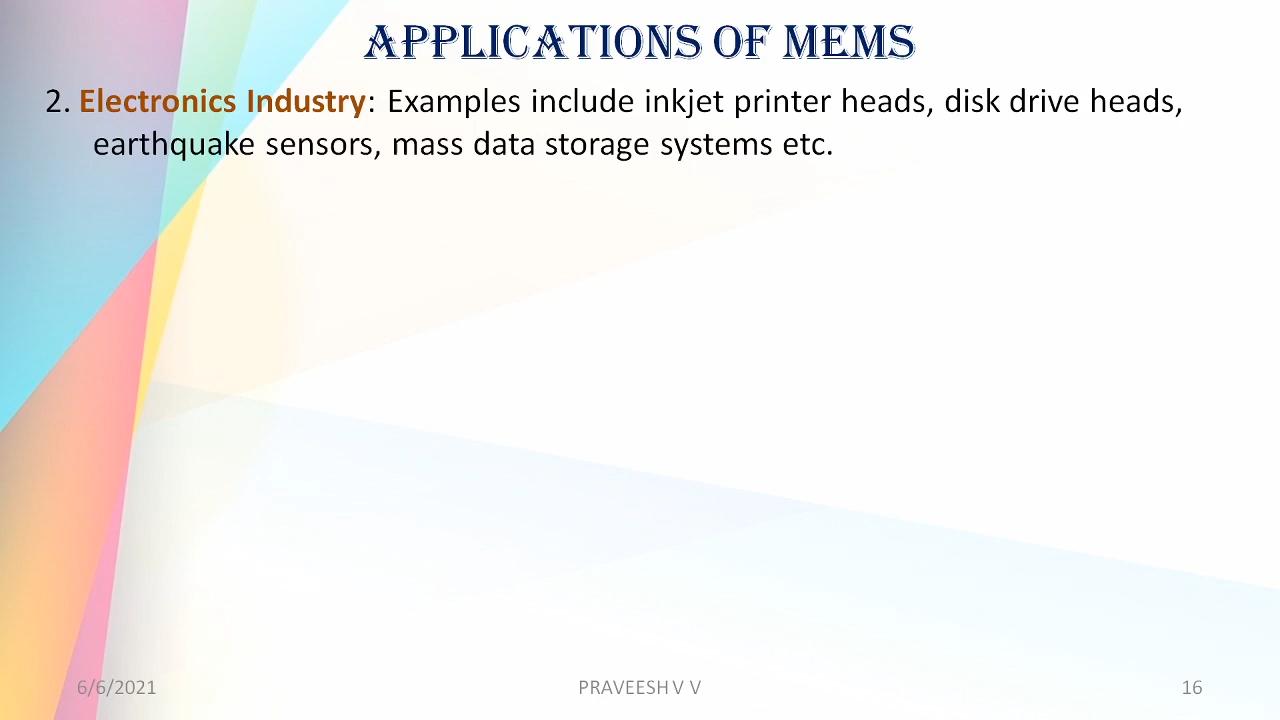 APPLICATIONS OF MEMS
2. Electronics Industry: Examples include inkjet printer heads, disk drive heads,
earthquake sensors, mass data storage systems etc.
6/6/2021
PRAVEESH V V
16